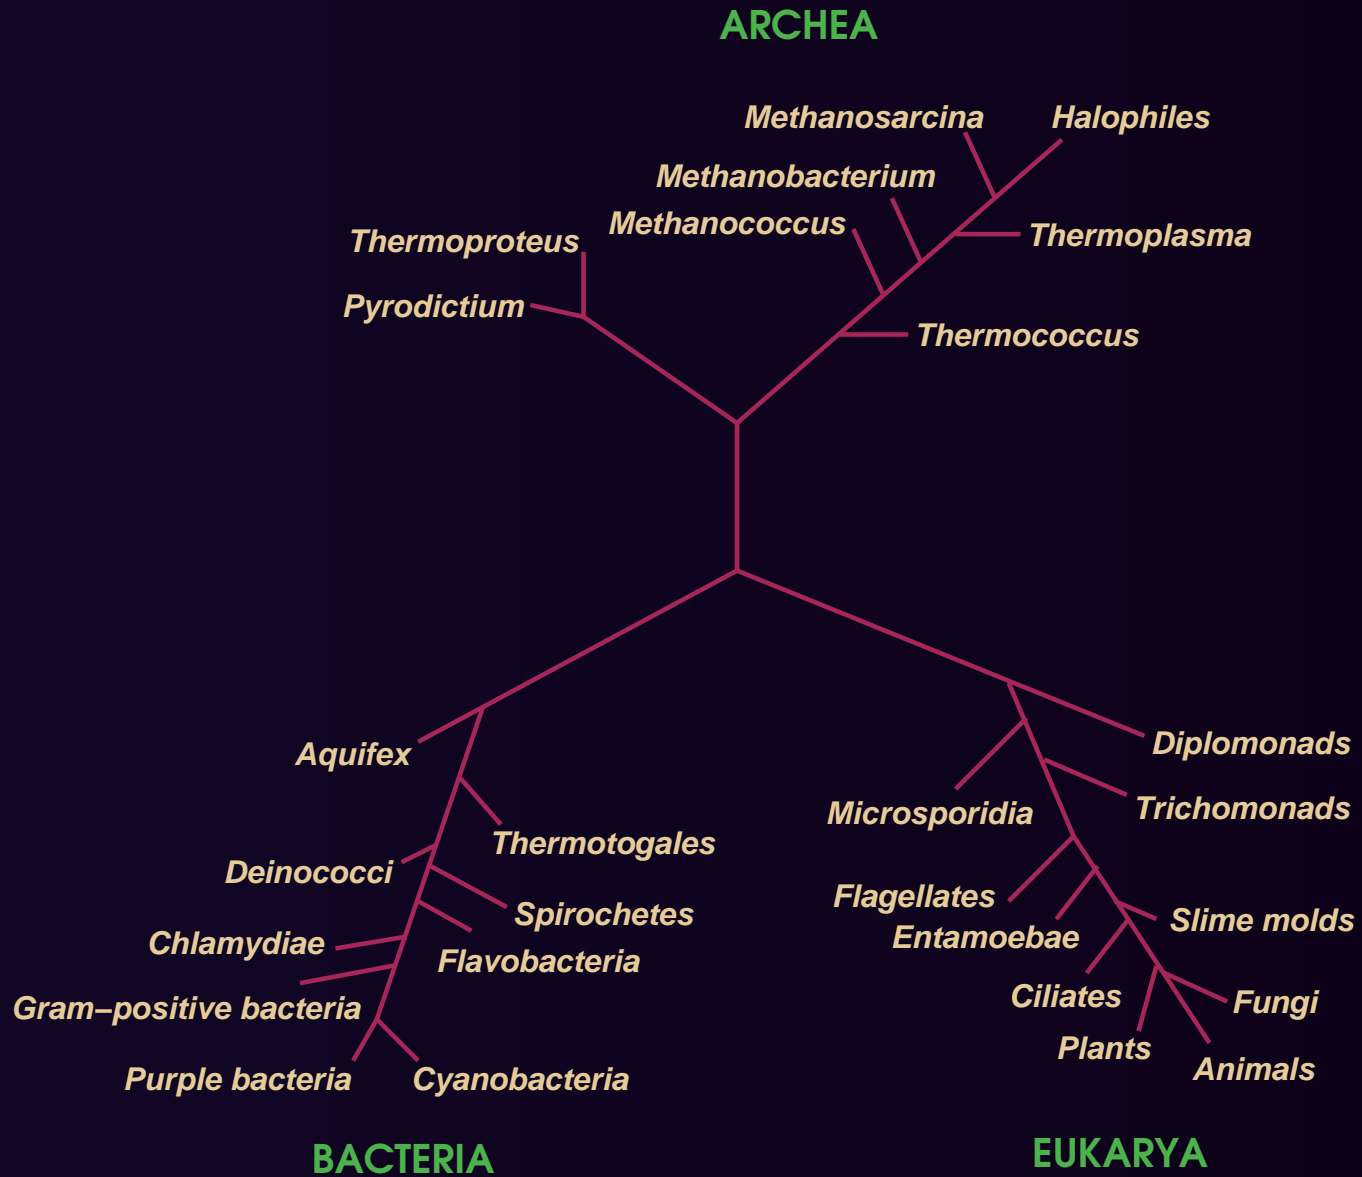 ARCHEA
Methanosarcina
Halophiles
Methanobacterium
Methanococcus
Thermoproteus
Thermoplasma
Pyrodictium
Thermococcus
Aquifex
Diplomonads
Microsporidia
Trichomonads
Thermotogales
Deinococci
Flagellates
Spirochetes
Slime molds
Entamoebae
Chlamydiae
Flavobacteria
Ciliates
Gram–positive bacteria
Fungi
Plants
Animals
Purple bacteria
Cyanobacteria
BACTERIA
EUKARYA